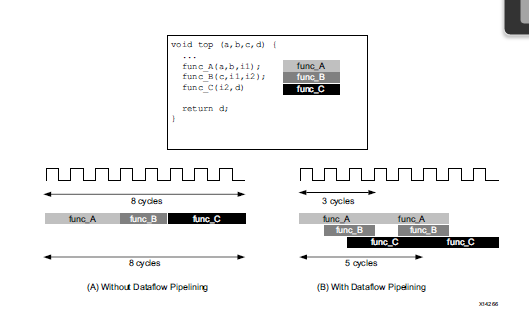 void top (a,b,c,d) {
...
func_A(a,b,i1);
func_B(c,i1,i2);
func_C(i2,d)
return d;
}
func_A
func_B
func_C
8 cycles
func_A func_B func_C
8 cycles
(A) Without Dataflow Pipelining
3 cycles
func_A func_A
func_B func_B
func_C func_C
5 cycles
(B) With Dataflow Pipelining
X14266